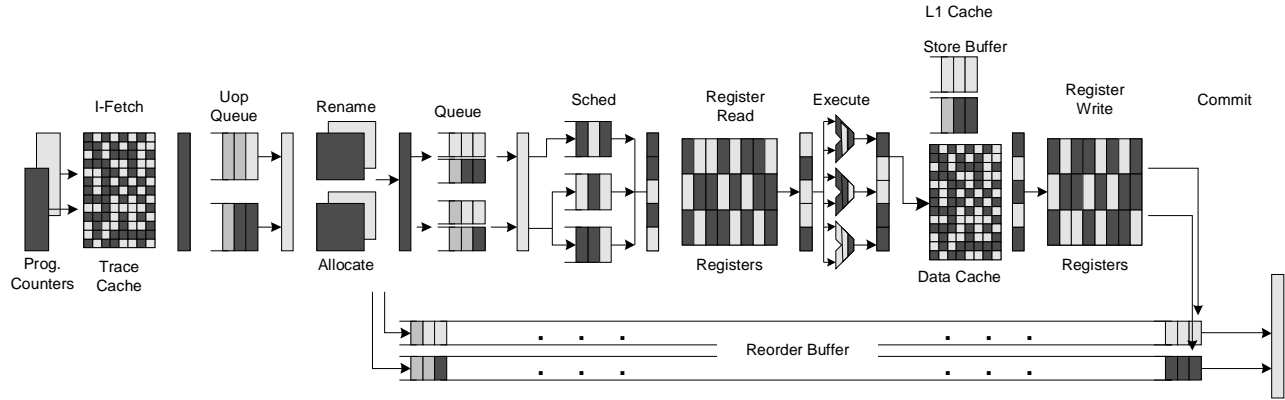 L1 Cache
Store Buffer
I-Fetch
Uop
Queue
Rename
Queue
Sched
Register
Read
Execute
Register
Write
Commit
Prog.
Counters
Trace
Cache
Allocate
Registers
Data Cache
Registers
Reorder Buffer